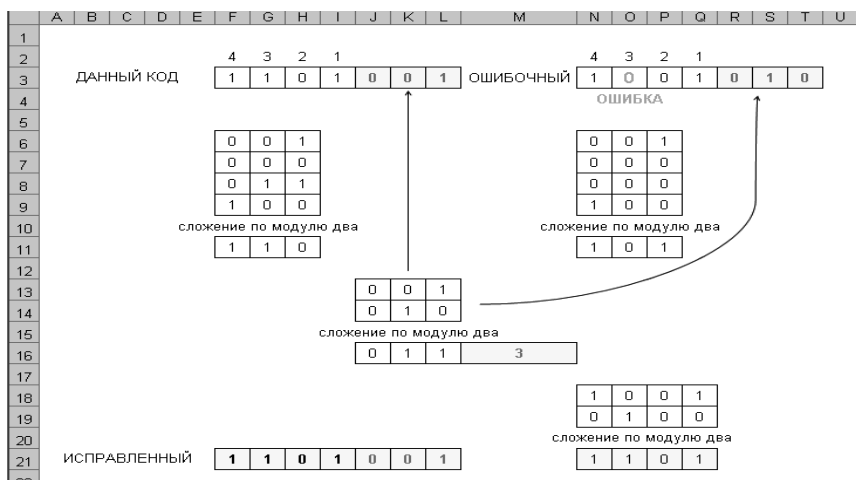 A B C D E F G H I J K L M N O P Q R S T U
1
2 4 3 2 1 4 3 2 1
3 ДАННЫЙ КОД 1 1 0 1 0 0 1 ОШИБОЧНЫЙ 1 0 0 1 0 1 0
4 ОШИБКА
5
6 0 0 1 0 0 1
7 0 0 0 0 0 0
8 0 1 1 0 0 0
9 1 0 0 1 0 0
10 сложение по модулю два сложение по модулю два
11 1 1 0 1 0 1
12
13 0 0 1
14 0 1 0
15 сложение по модулю два
16 0 1 1 3
17
18 1 0 0 1
19 0 1 0 0
20 сложение по модулю два
21 ИСПРАВЛЕННЫЙ 1 1 0 1 0 0 1 1 1 0 1